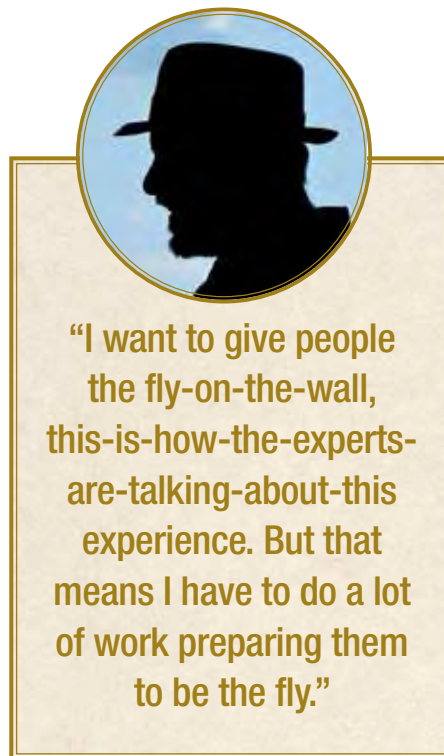 “I want to give people
the fly-on-the-wall,
this-is-how-the-experts-
are-talking-about-this
experience. But that
means I have to do a lot
of work preparing them
to be the fly.”